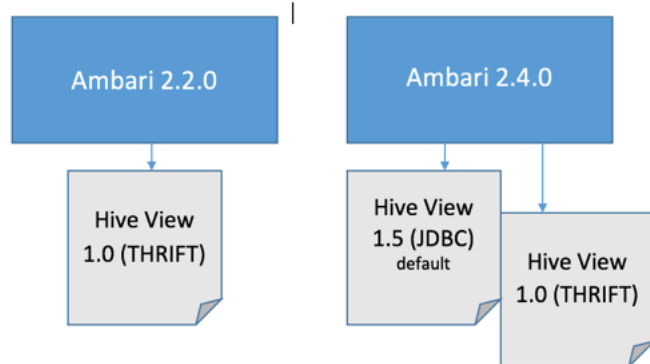 Ambari 2.2.0
Ambari 2.4.0
Hive View
1.0 (THRIFT)
Hive View
1.5 (JDBC)
default
Hive View
1.0 (THRIFT)